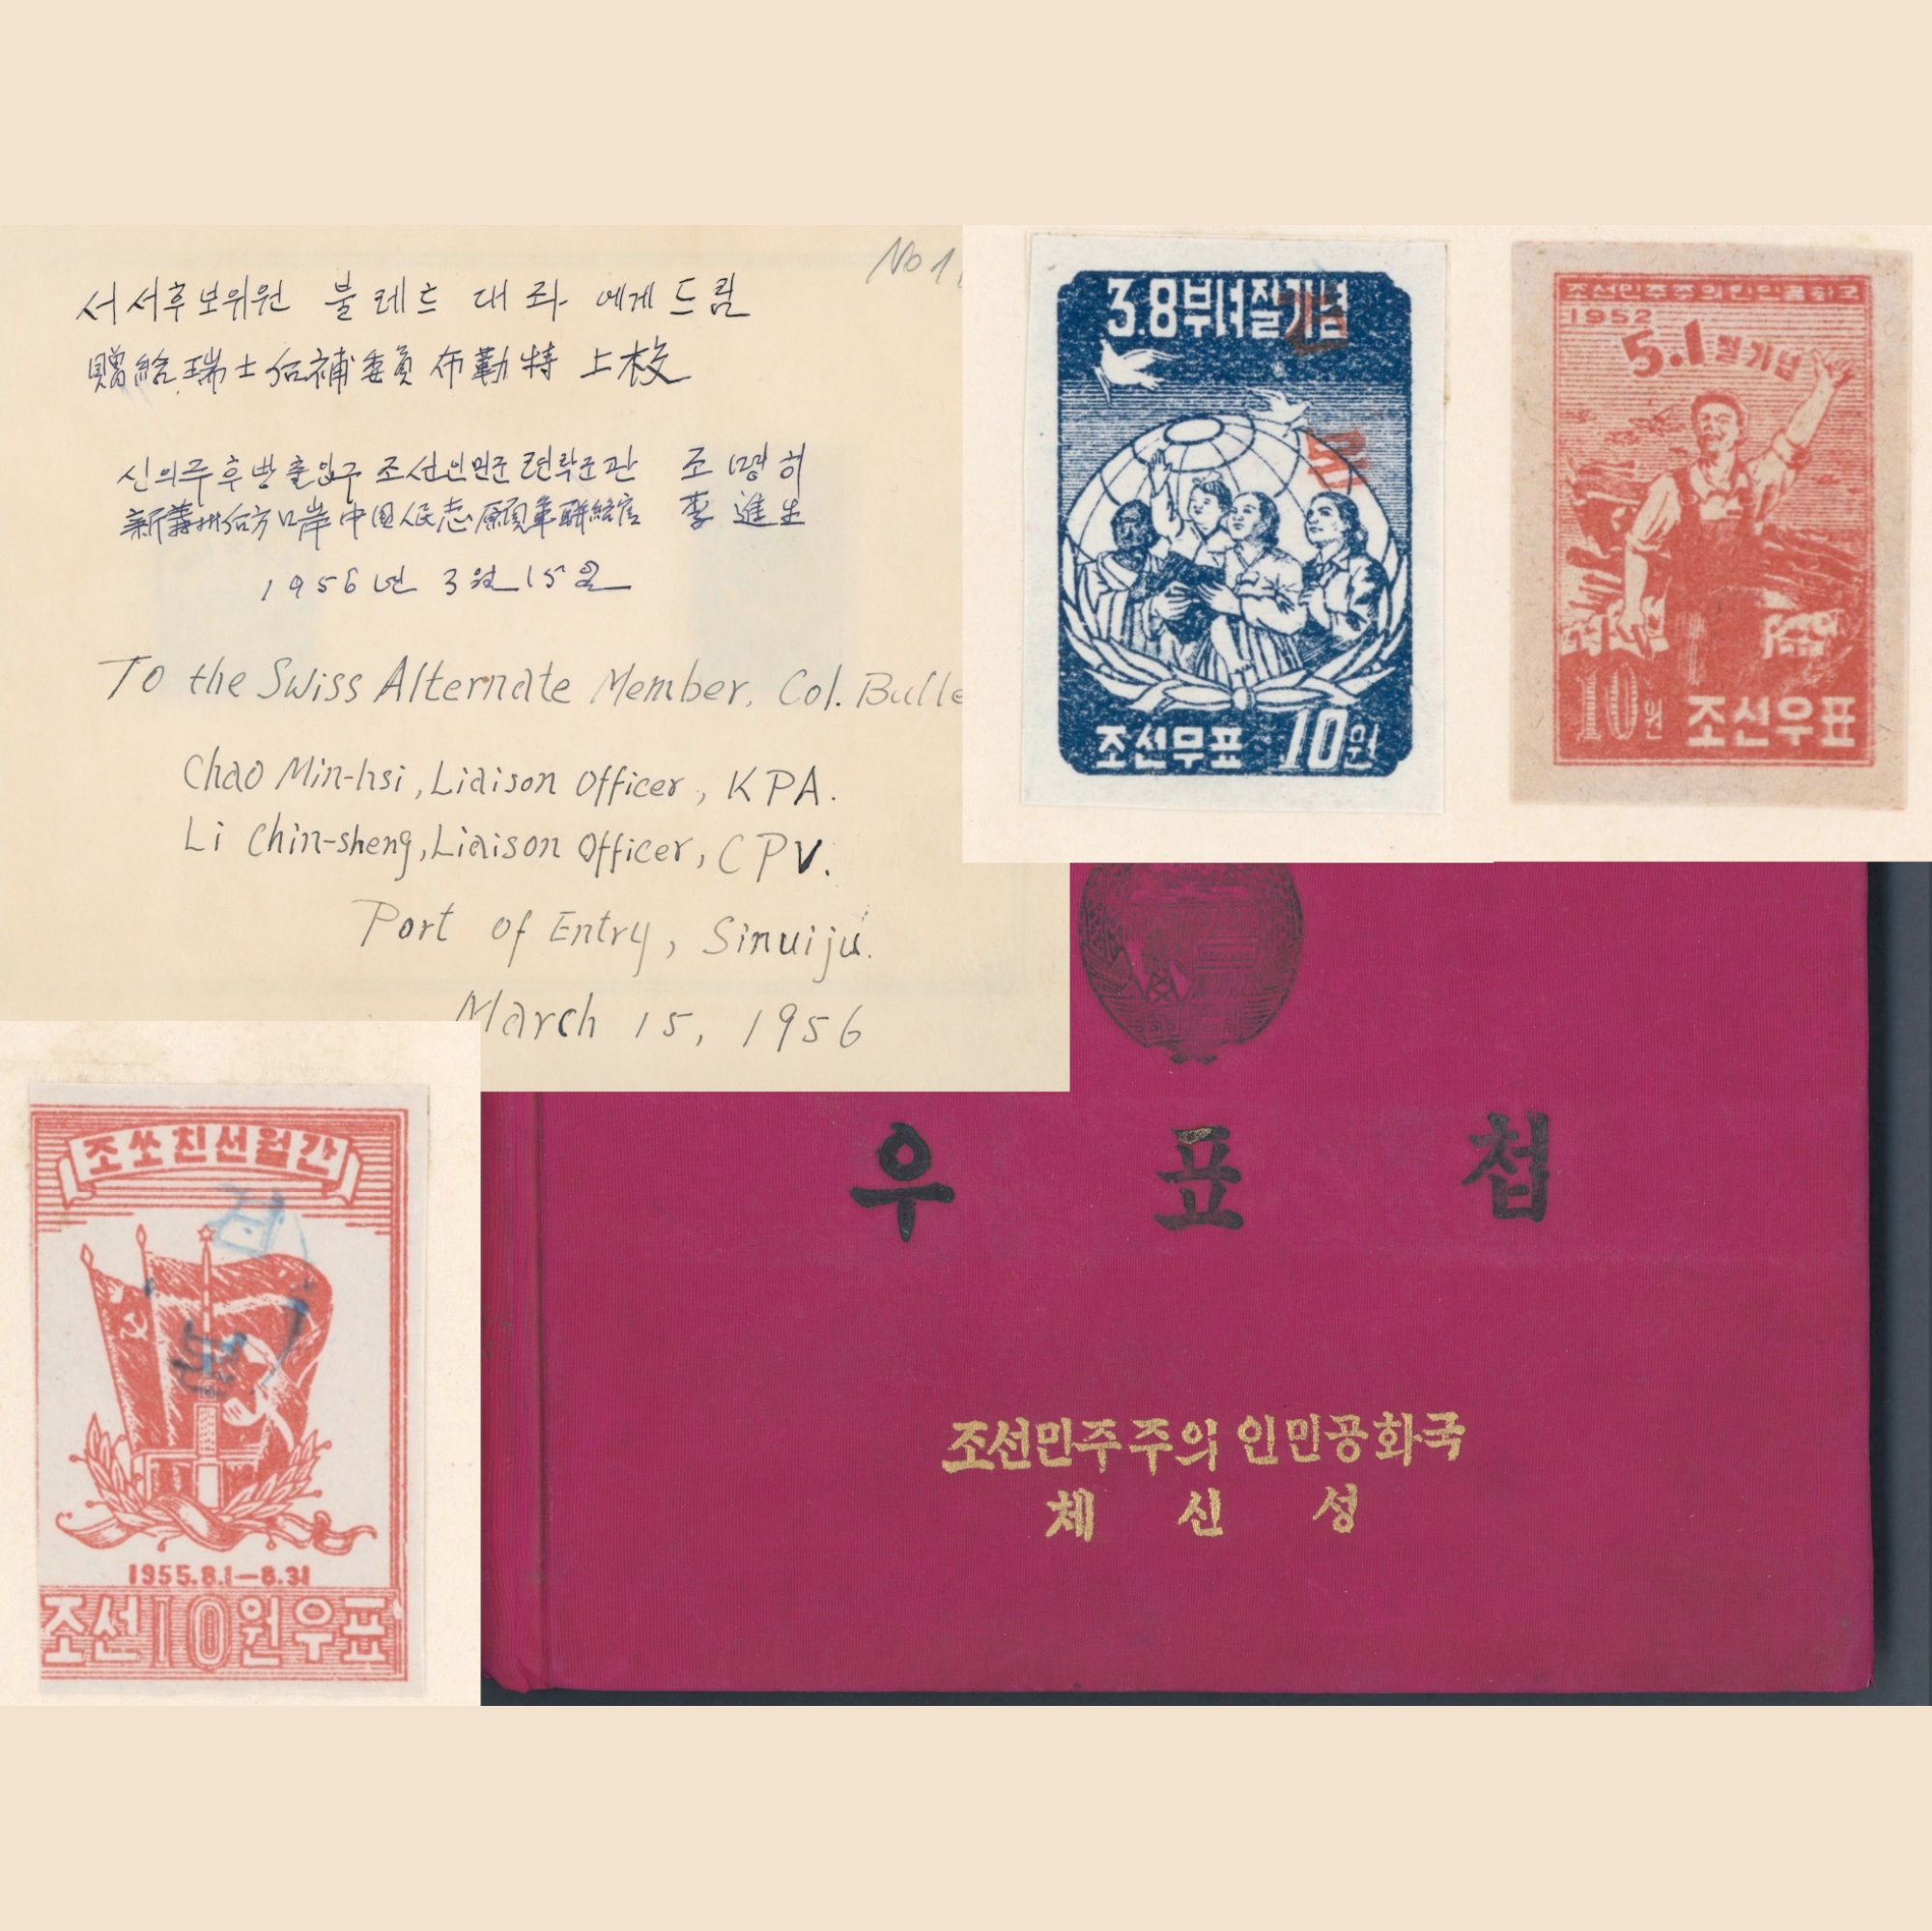 No 1
서서후보위원 불레트 대좌 에게 드림
贈給瑞士候補委員布勒特上校
신의주후방출입구 조선인민군 련락군관 조명히
新義州后方口岸中国人民志願軍聯絡官 李進生
1956년 3월 15일
To the Swiss Alternate Member, Col. Bulle
Chao Min-hsi, Liaison Officer, KPA.
Li Chin-sheng, Liaison Officer, CPV.
Port of Entry, Sinuiju.
March 15, 1956
3.8부녀절기념
조선우표 10원
조선민주주의인민공화국
1952
5.1절기념
10원 조선우표
조쏘친선월간
견
본
1955.8.1—8.31
조선10원우표
우표첩
조선민주주의 인민공화국
체신성